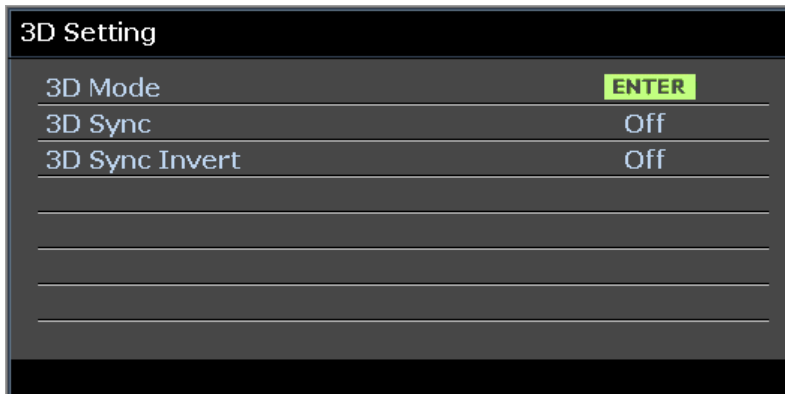 3D Setting
3D Mode ENTER
3D Sync Off
3D Sync Invert Off